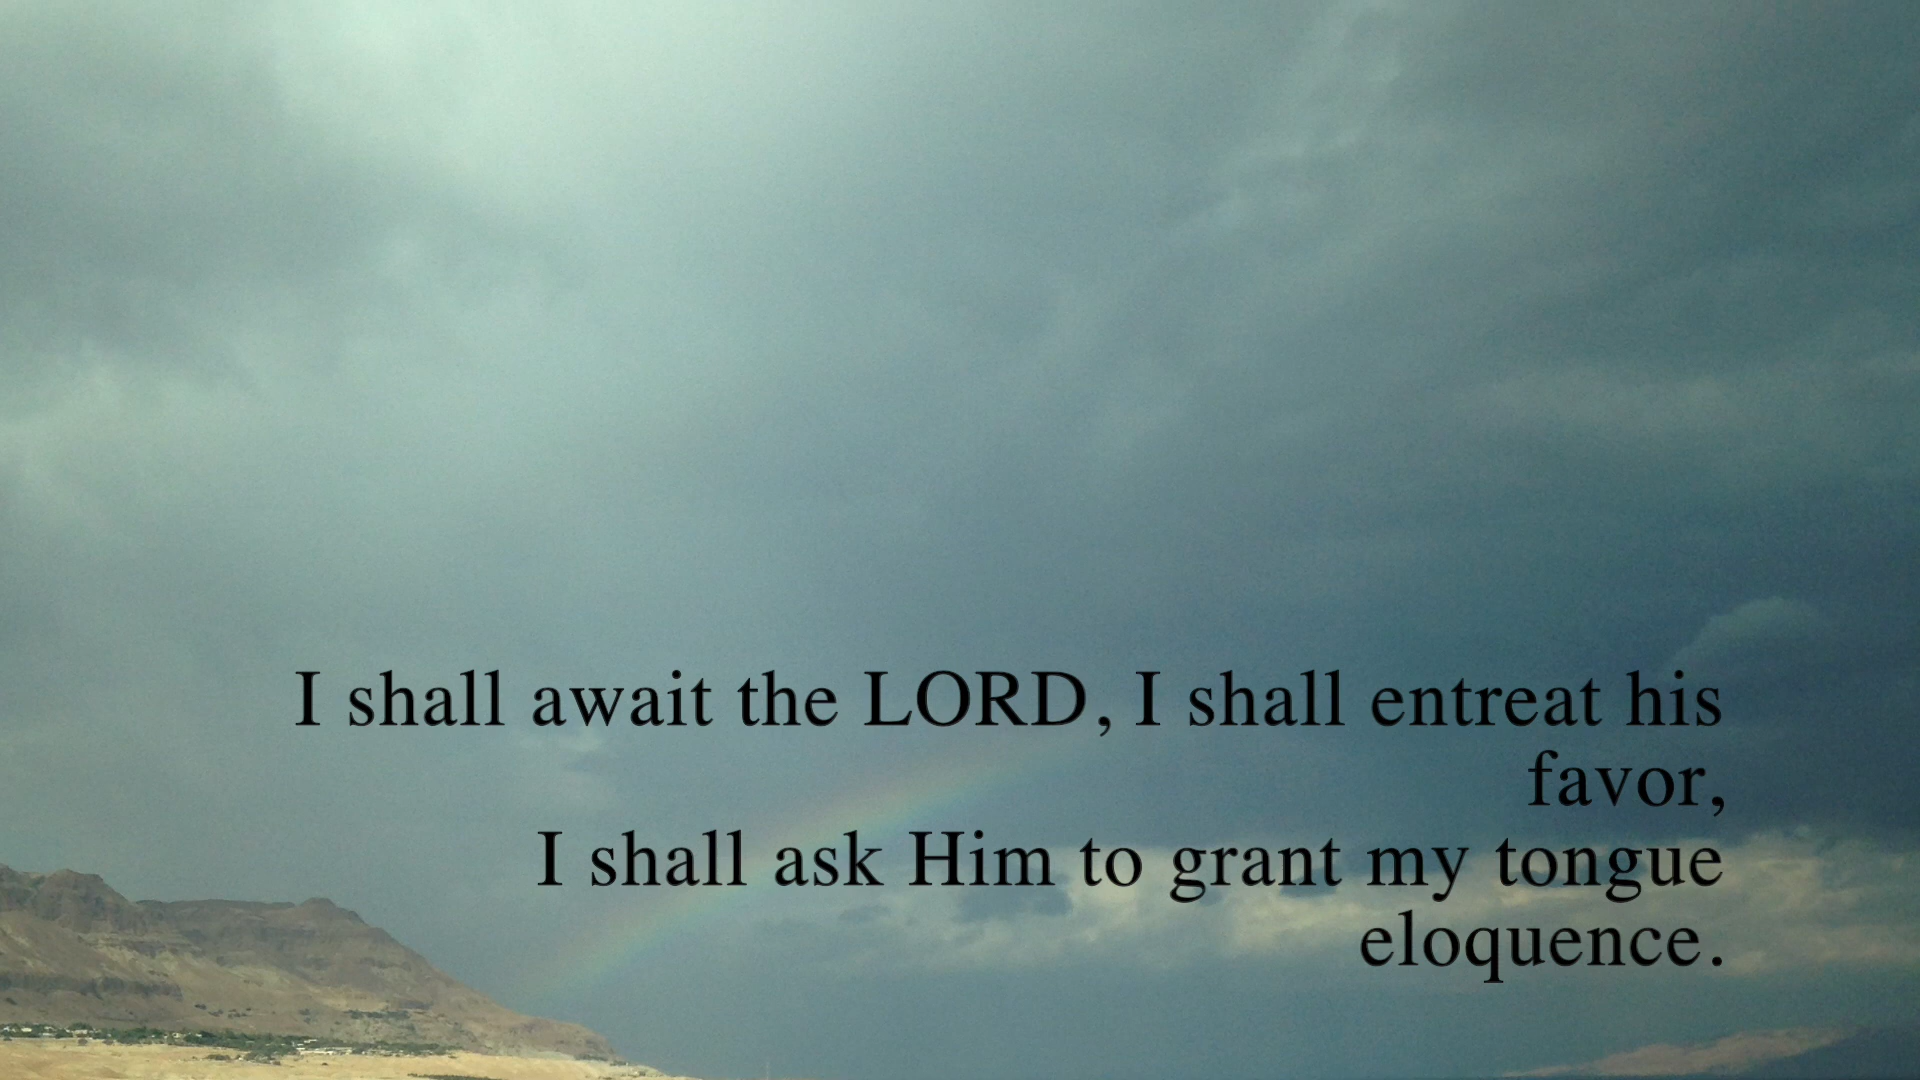 I shall await the LORD, I shall entreat his
favor,
I shall ask Him to grant my tongue
eloquence.